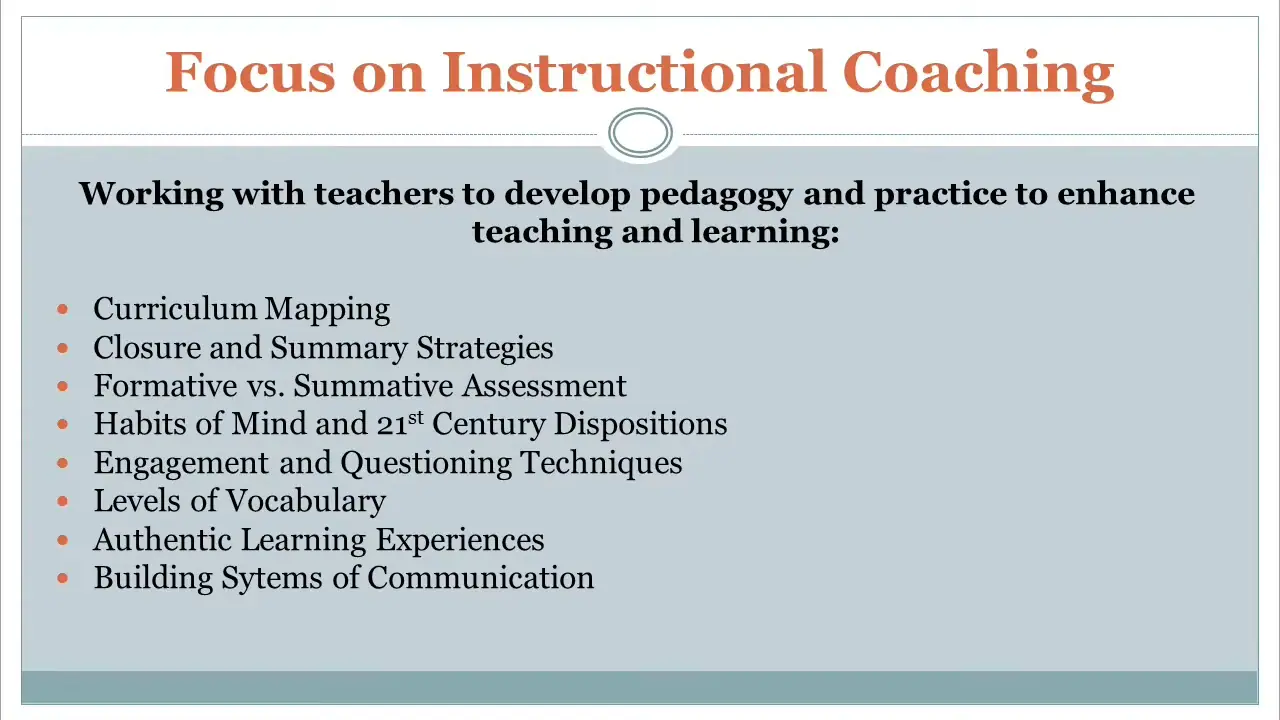 Focus on Instructional Coaching
Working with teachers to develop pedagogy and practice to enhance
teaching and learning:
• Curriculum Mapping
• Closure and Summary Strategies
• Formative vs. Summative Assessment
• Habits of Mind and 21st Century Dispositions
• Engagement and Questioning Techniques
• Levels of Vocabulary
• Authentic Learning Experiences
• Building Sytems of Communication